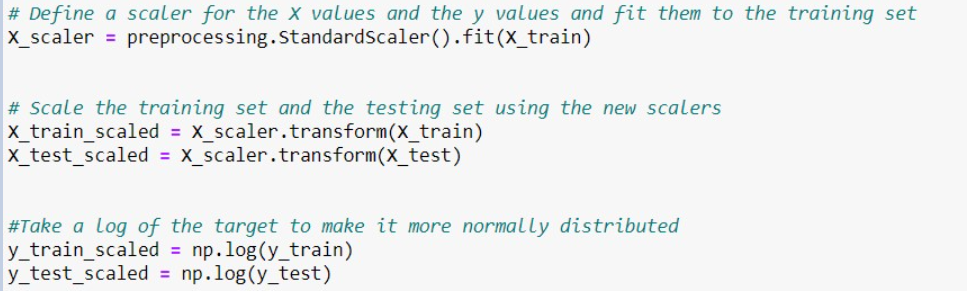 # Define a scaler for the X values and the y values and fit them to the training set
X_scaler = preprocessing.StandardScaler().fit(X_train)
# Scale the training set and the testing set using the new scalers
X_train_scaled = X_scaler.transform(X_train)
X_test_scaled = X_scaler.transform(X_test)
#Take a log of the target to make it more normally distributed
y_train_scaled = np.log(y_train)
y_test_scaled = np.log(y_test)